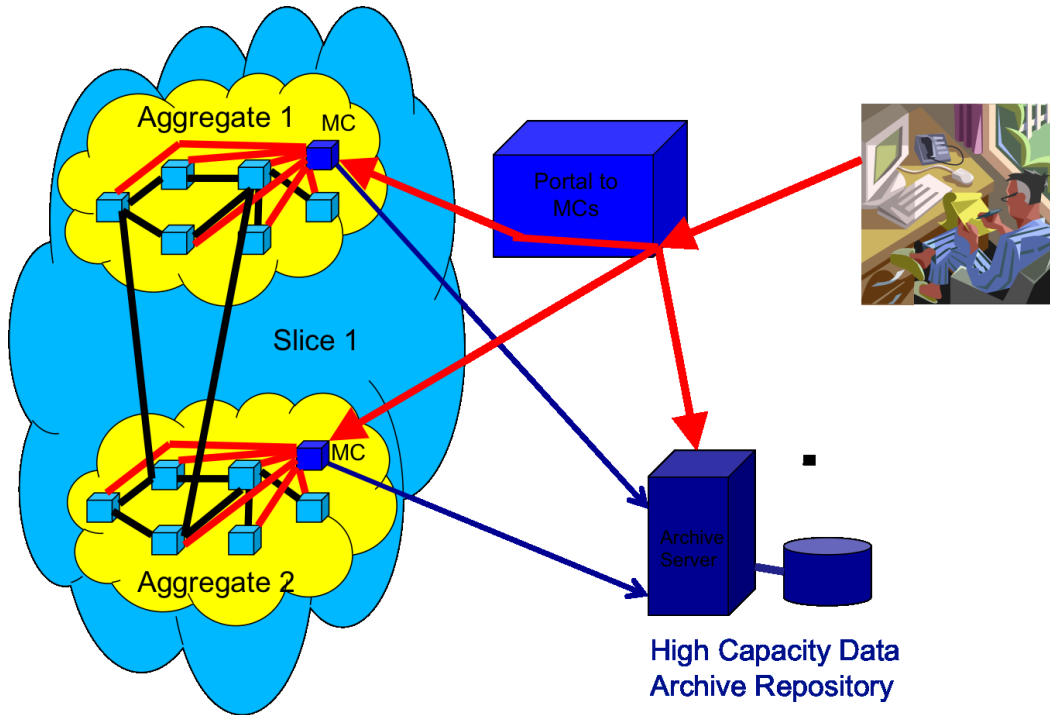 Aggregate 1
MC
Portal to
MCs
Slice 1
MC
Aggregate 2
Archive
Server
High Capacity Data
Archive Repository